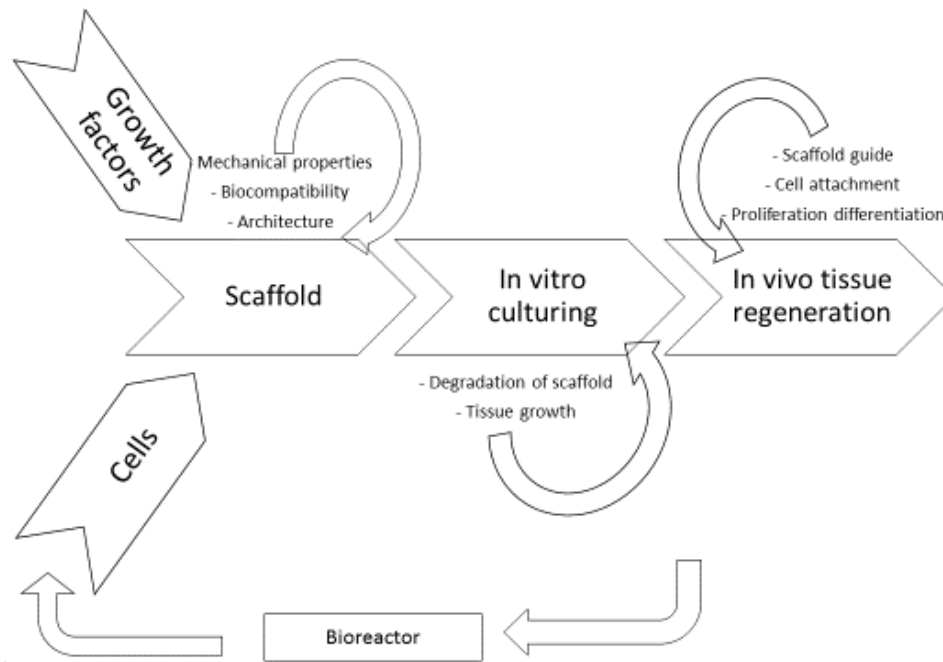 Growth
factors
Mechanical properties
- Biocompatibility
- Architecture
- Scaffold guide
- Cell attachment
- Proliferation differentiation
Scaffold
In vitro
culturing
In vivo tissue
regeneration
- Degradation of scaffold
- Tissue growth
Cells
Bioreactor